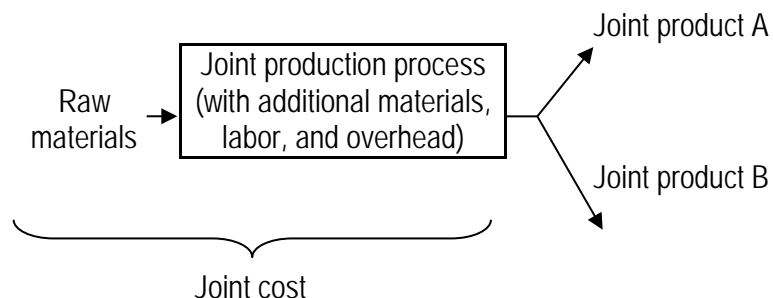 Joint product A
Joint production process
(with additional materials,
labor, and overhead)
Raw
materials
Joint product B
Joint cost